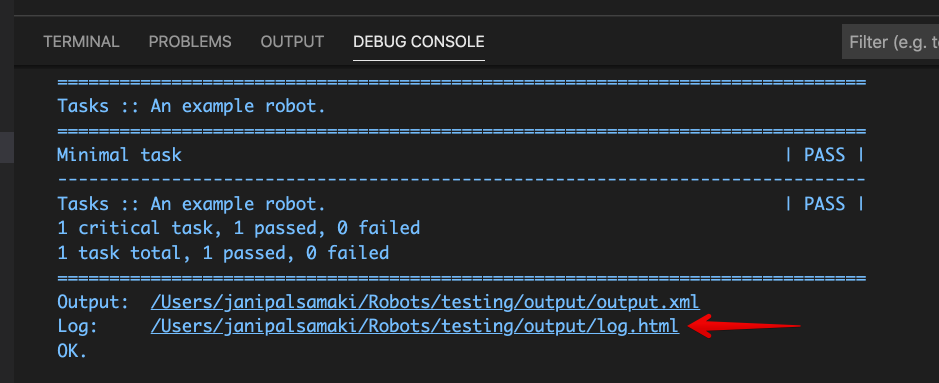 TERMINAL PROBLEMS OUTPUT DEBUG CONSOLE Filter (e.g.
================================================================================
Tasks :: An example robot.
================================================================================
Minimal task | PASS |
--------------------------------------------------------------------------------
Tasks :: An example robot. | PASS |
1 critical task, 1 passed, 0 failed
1 task total, 1 passed, 0 failed
================================================================================
Output: /Users/janipalsamaki/Robots/testing/output/output.xml
Log: /Users/janipalsamaki/Robots/testing/output/log.html
OK.